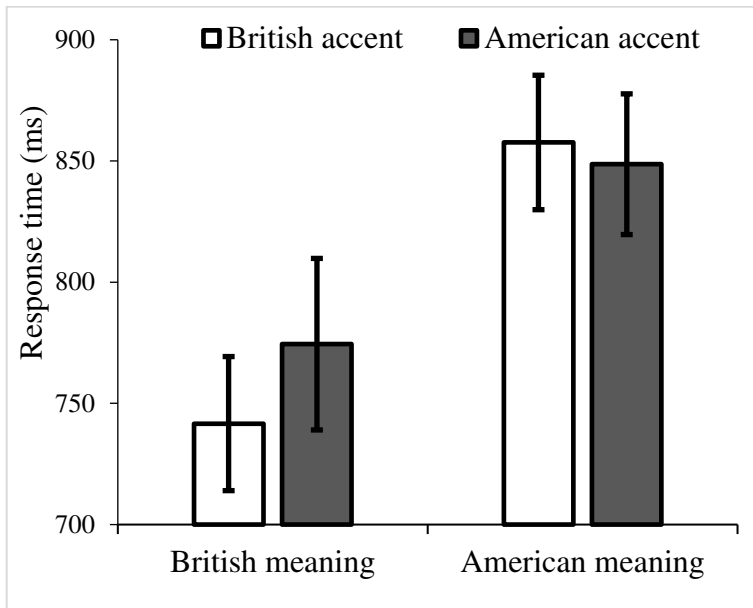 British accent American accent
900
850
800
750
700
Response time (ms)
British meaning American meaning